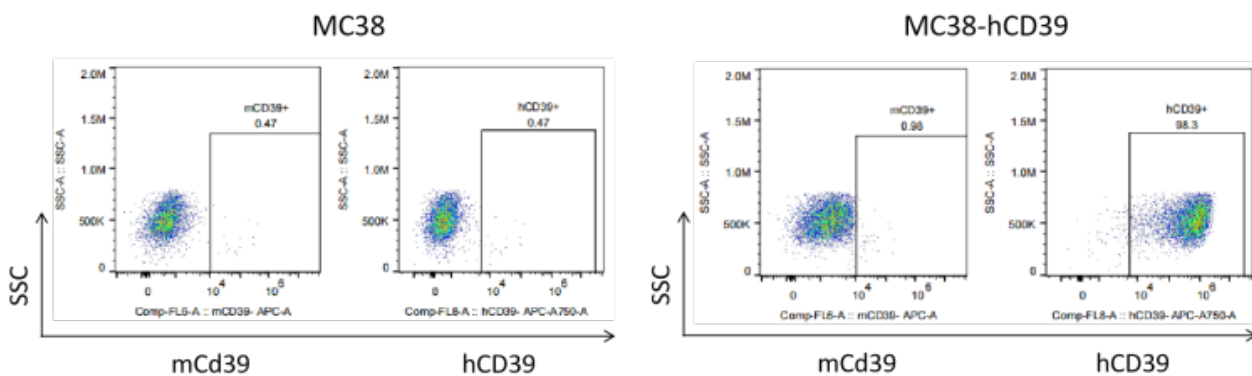 MC38
MC38-hCD39
2.0M
1.5M
1.0M
500K
0
SSC-A :: SSC-A
mCD39+
0.47
0
10^4
10^6
Comp-FL6-A :: mCD39- APC-A
2.0M
1.5M
1.0M
500K
0
SSC-A :: SSC-A
hCD39+
0.47
0
10^4
10^6
Comp-FL8-A :: hCD39- APC-A750-A
2.0M
1.5M
1.0M
500K
0
SSC-A :: SSC-A
mCD39+
0.96
0
10^4
10^6
Comp-FL6-A :: mCD39- APC-A
2.0M
1.5M
1.0M
500K
0
SSC-A :: SSC-A
hCD39+
98.3
0
10^4
10^6
Comp-FL8-A :: hCD39- APC-A750-A
SSC
SSC
mCd39
hCD39
mCd39
hCD39